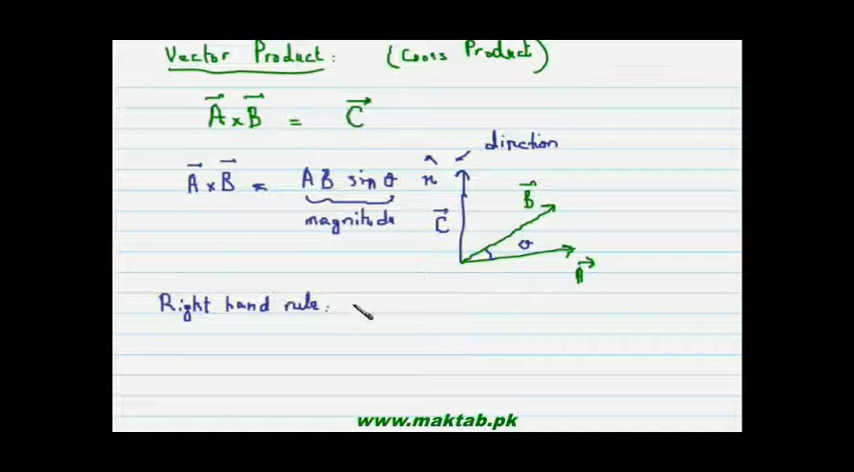 Vector Product: (Cross Product)
A⃗ × B⃗ = C⃗
direction
A⃗ × B⃗ = AB sin θ n̂
magnitude
C⃗
B⃗
θ
A⃗
Right hand rule:
www.maktab.pk